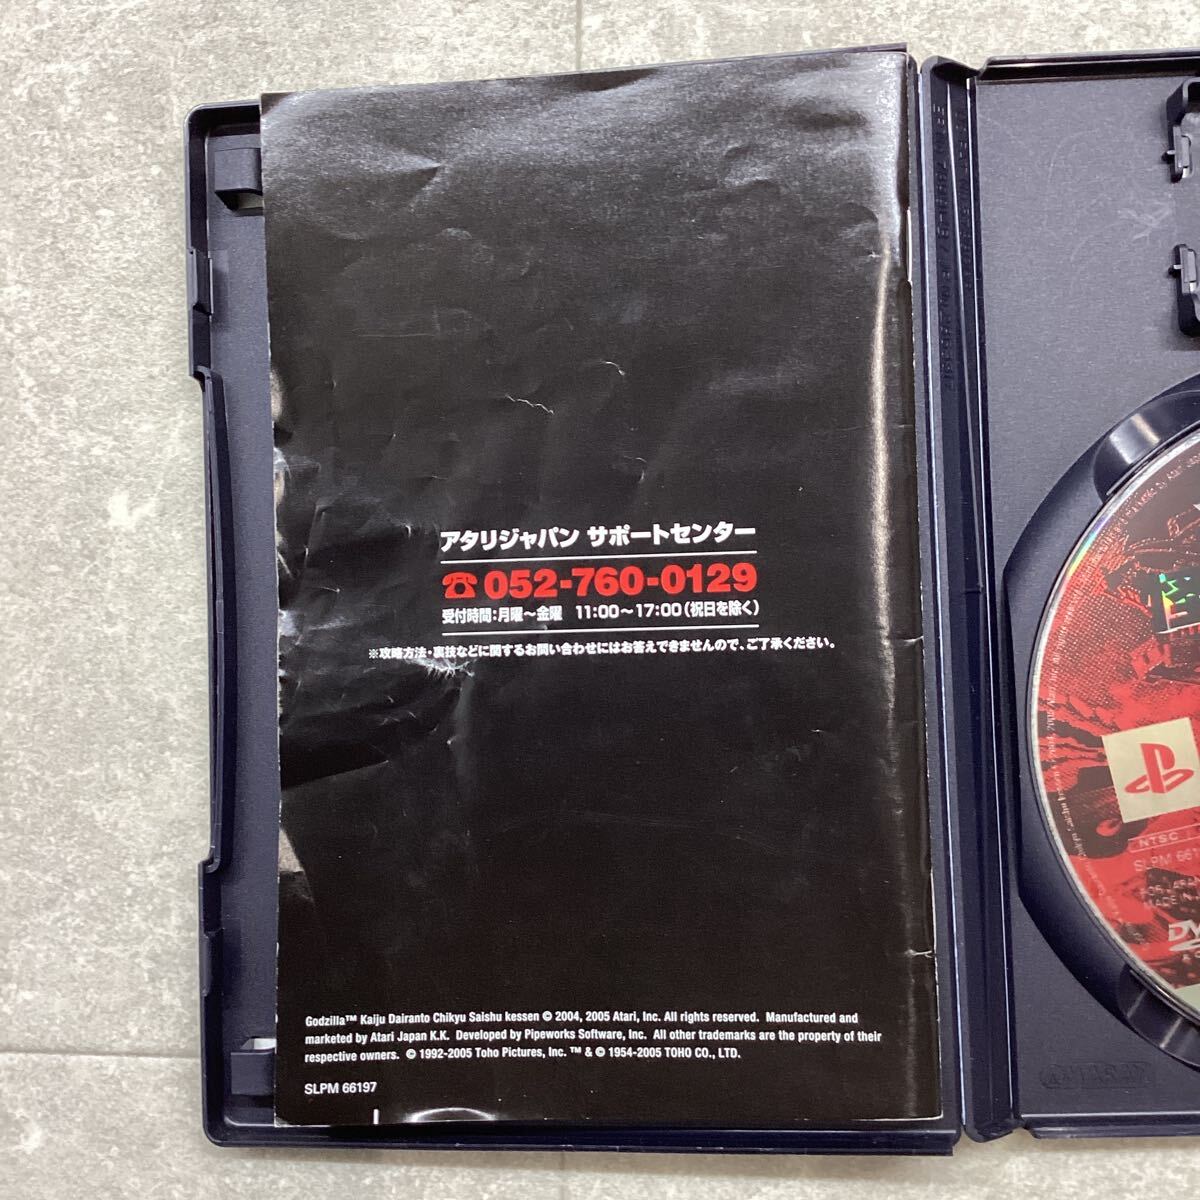 アタリジャパン サポートセンター
☎052-760-0129
受付時間:月曜～金曜 11:00～17:00(祝日を除く)
※攻略方法・裏技などに関するお問い合わせにはお答えできませんので、ご了承ください。
Godzilla™ Kaiju Dairanto Chikyu Saishu kessen © 2004, 2005 Atari, Inc. All rights reserved. Manufactured and
marketed by Atari Japan K.K. Developed by Pipeworks Software, Inc. All other trademarks are the property of their
respective owners. © 1992-2005 Toho Pictures, Inc. ™ & © 1954-2005 TOHO CO., LTD.
SLPM 66197
NTSC
SLPM